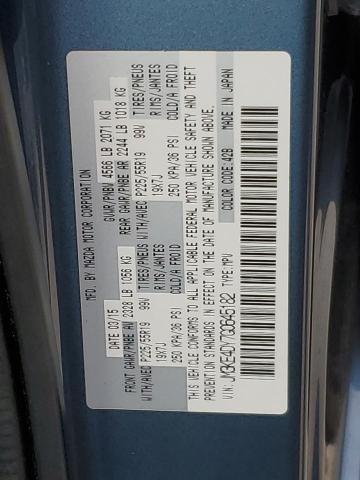 MFD. BY MAZDA MOTOR CORPORATION
DATE 03/15 GVWR/PNBV 4566 LB 2071 KG
FRONT GAWR/PNBE AV 2328 LB 1056 KG REAR GAWR/PNBE AR 2244 LB 1018 KG
WITH/AVEC P225/55R19 99V TIRES/PNEUS WITH/AVEC P225/55R19 99V TIRES/PNEUS
19X7J RIMS/JANTES 19X7J RIMS/JANTES
250 KPA/36 PSI COLD/A FROID 250 KPA/36 PSI COLD/A FROID
THIS VEHICLE CONFORMS TO ALL APPLICABLE FEDERAL MOTOR VEHICLE SAFETY AND THEFT
PREVENTION STANDARDS IN EFFECT ON THE DATE OF MANUFACTURE SHOWN ABOVE.
VIN: JM3KE4DY7G0645182 TYPE:MPV COLOR CODE:42B MADE IN JAPAN